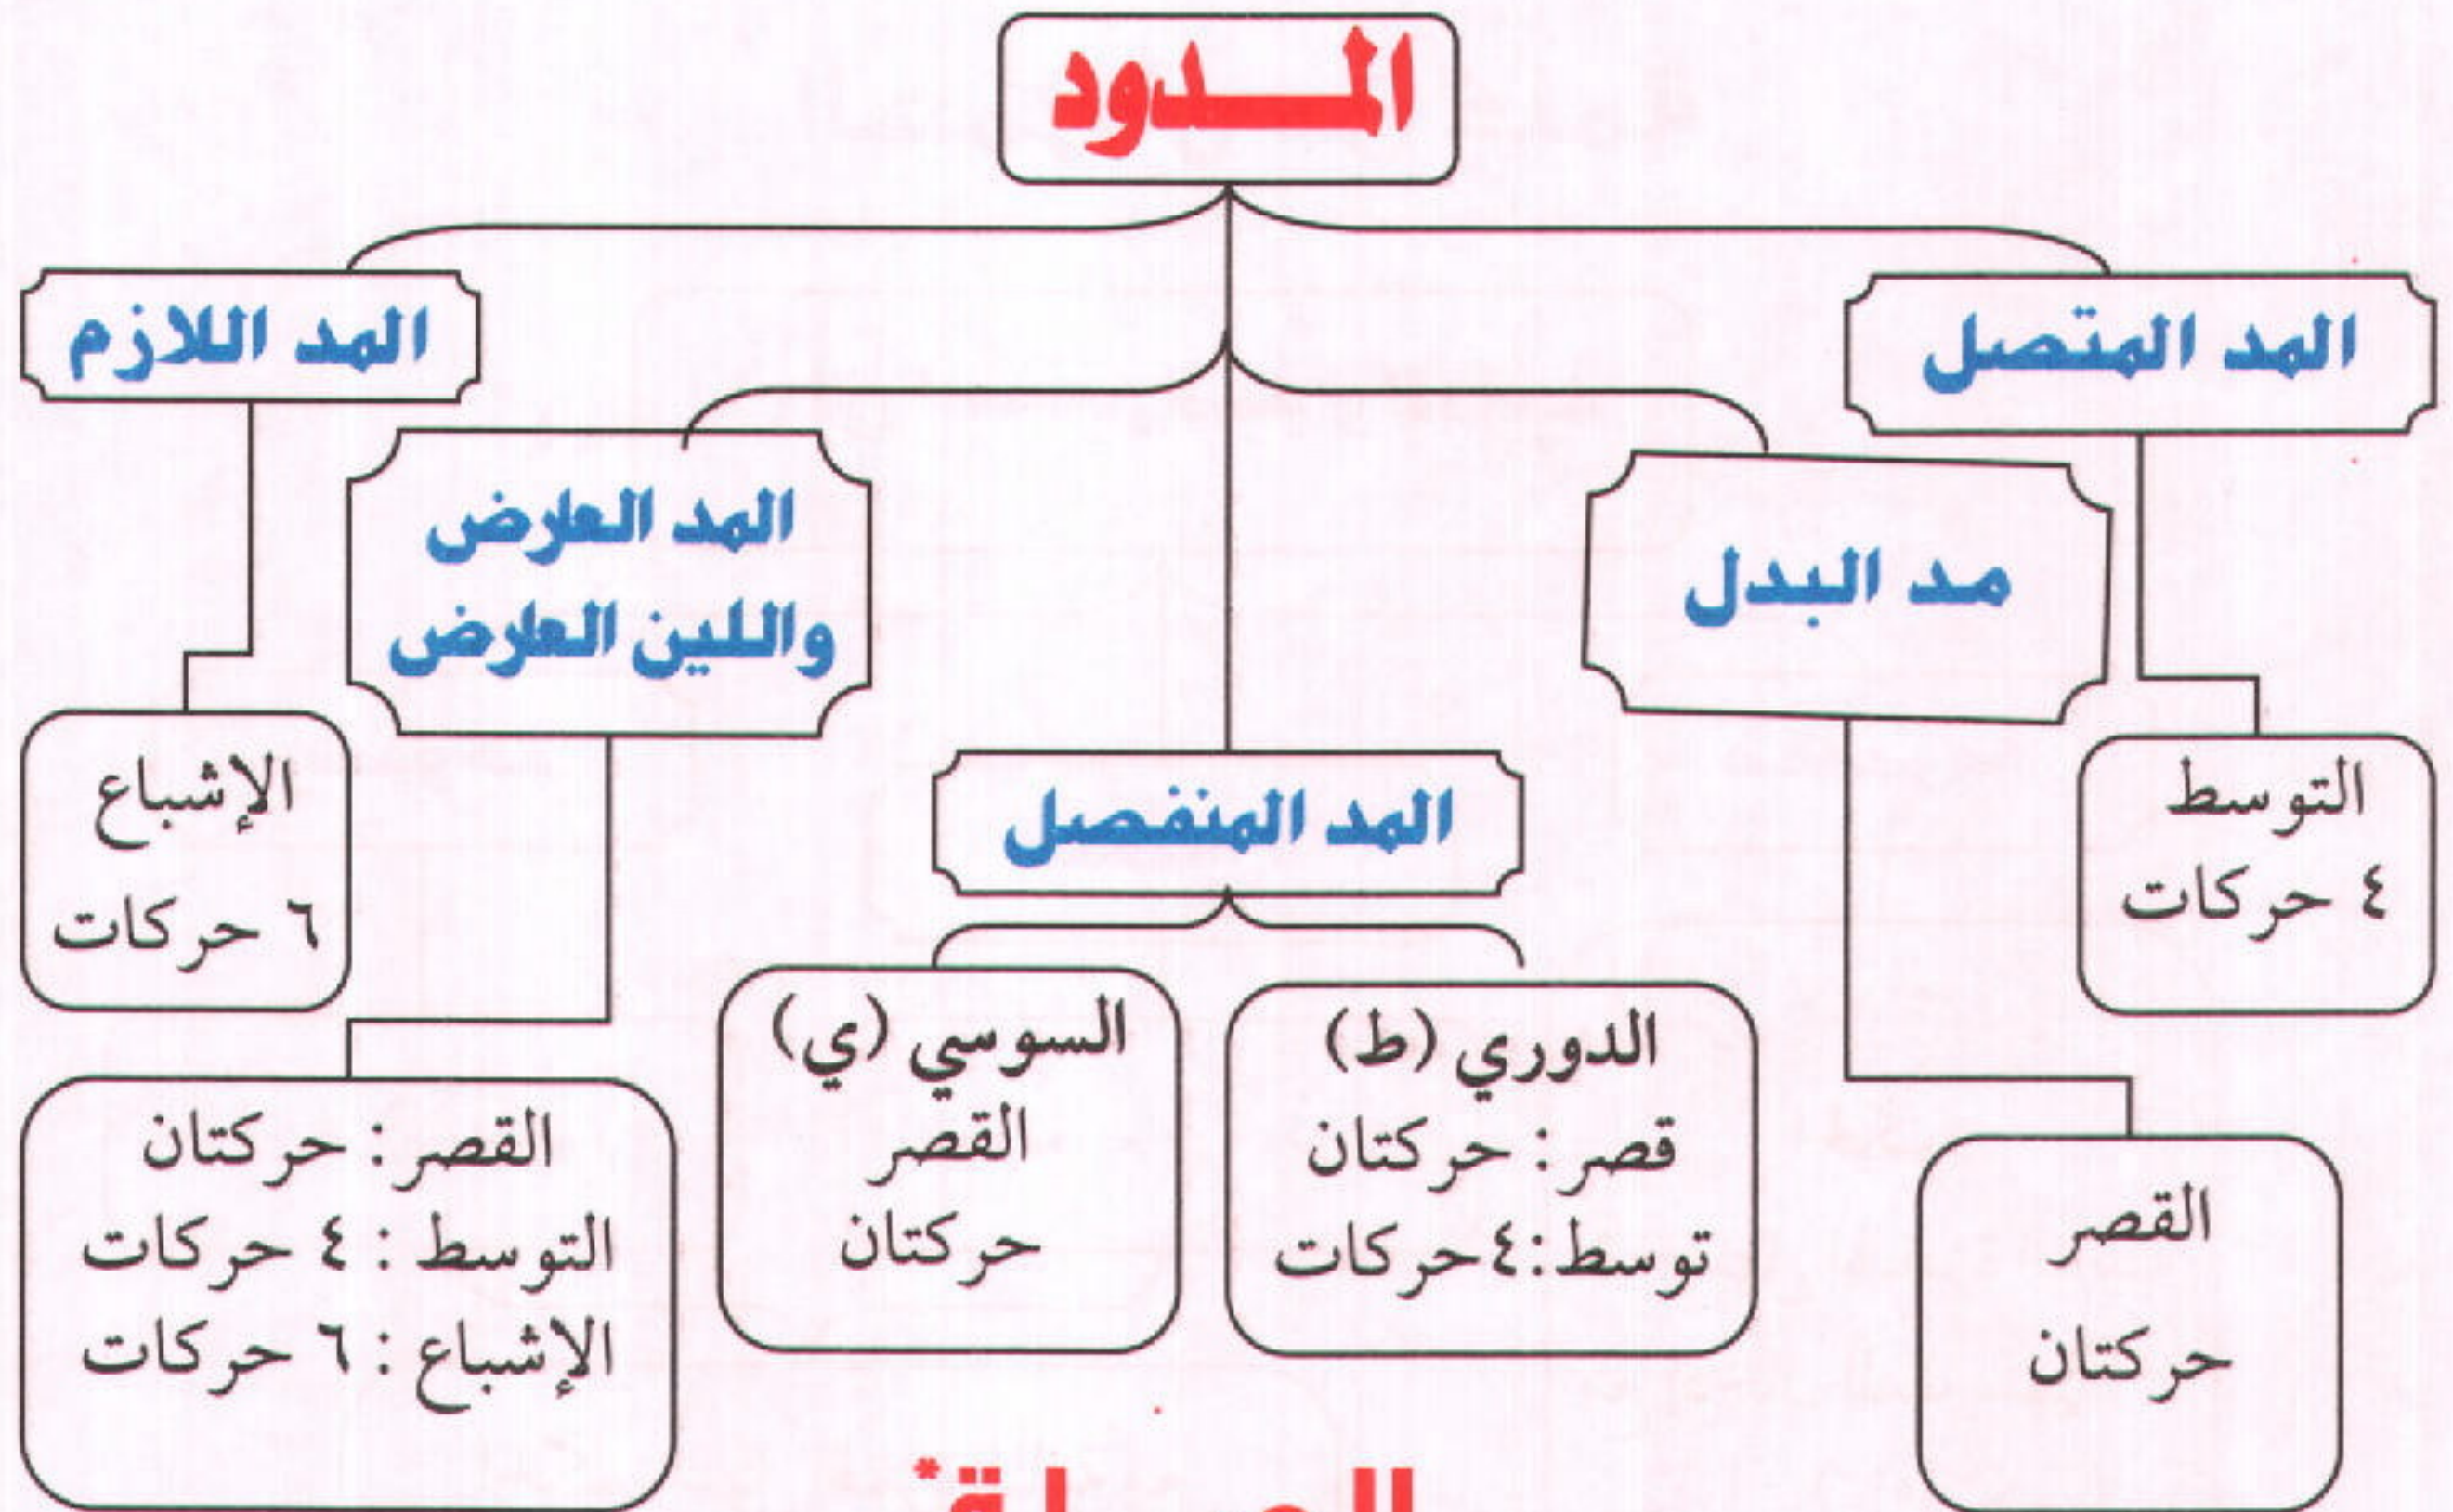 المدود
المد المتصل
التوسط
٤ حركات
مد البدل
القصر
حركتان
المد المنفصل
الدوري (ط)
قصر: حركتان
توسط:٤حركات
السوسي (ي)
القصر
حركتان
المد العارض
واللين العارض
القصر: حركتان
التوسط: ٤ حركات
الإشباع: ٦ حركات
المد اللازم
الإشباع
٦ حركات